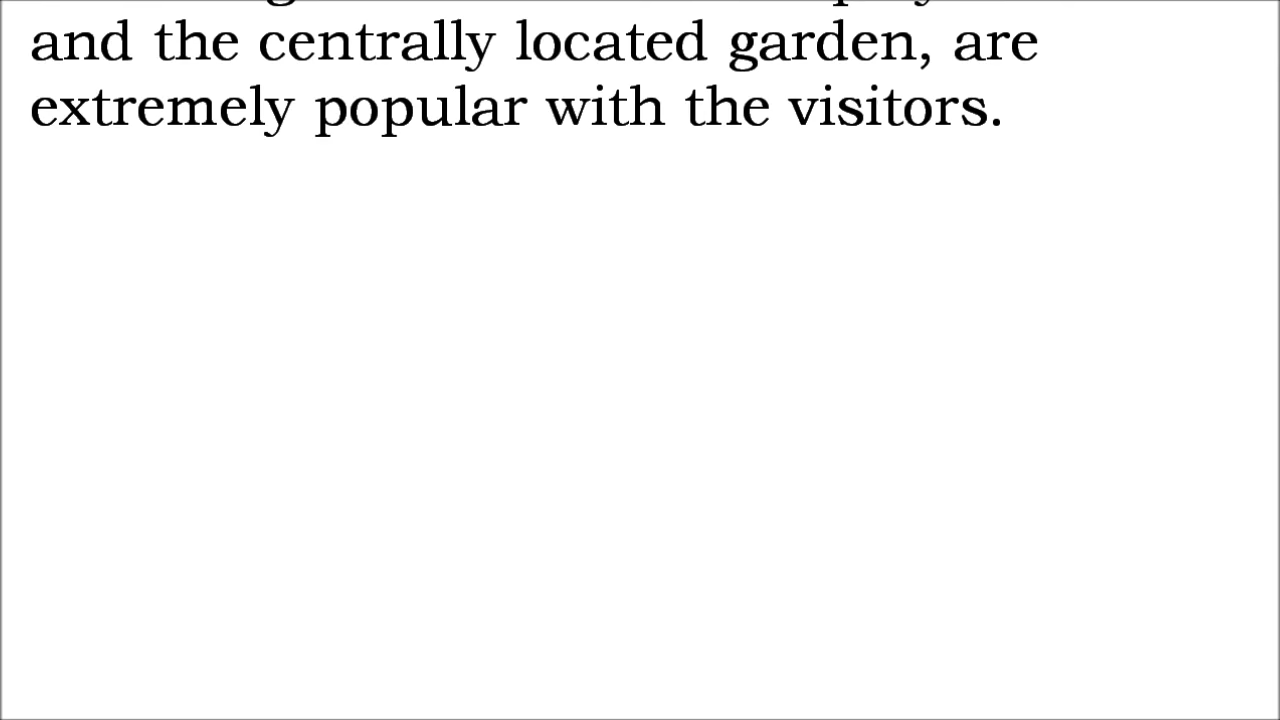 and the centrally located garden, are
extremely popular with the visitors.